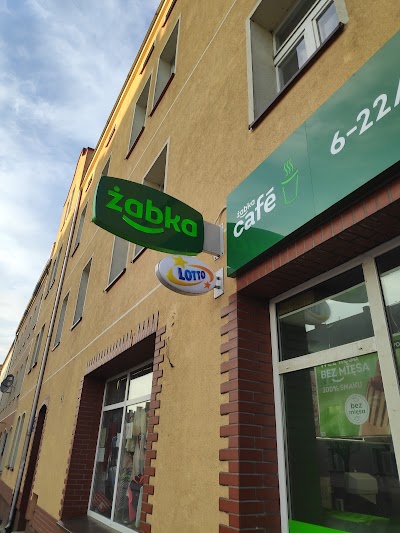 żabka
LOTTO
żabka
café
6-22/
BEZ MIĘSA
100% SMAKU
bez
mięsa